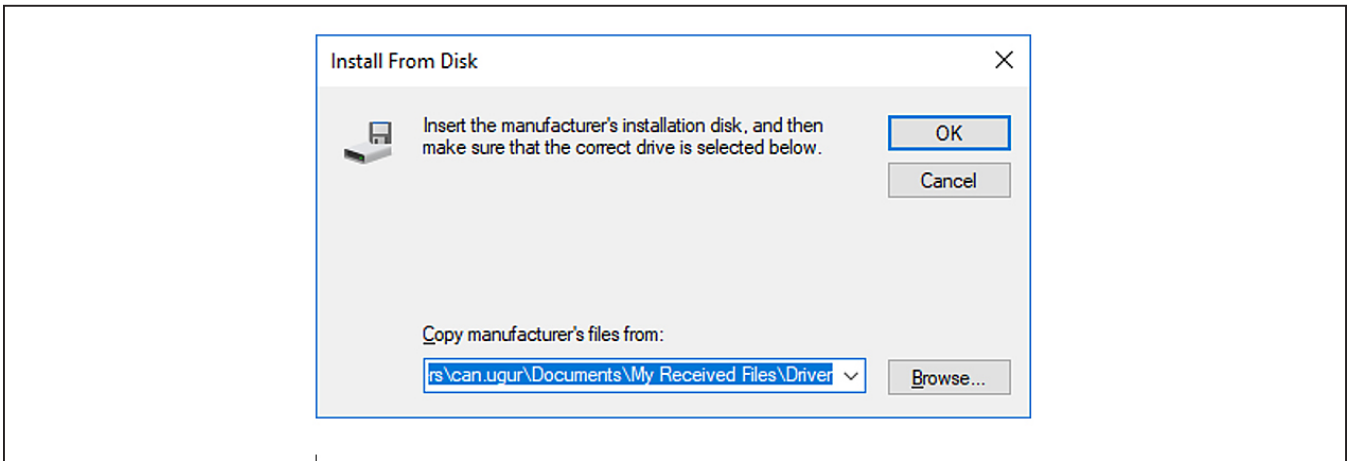 Install From Disk
Insert the manufacturer's installation disk, and then
make sure that the correct drive is selected below.
OK
Cancel
Copy manufacturer's files from:
rs\can.ugur\Documents\My Received Files\Driver
Browse...